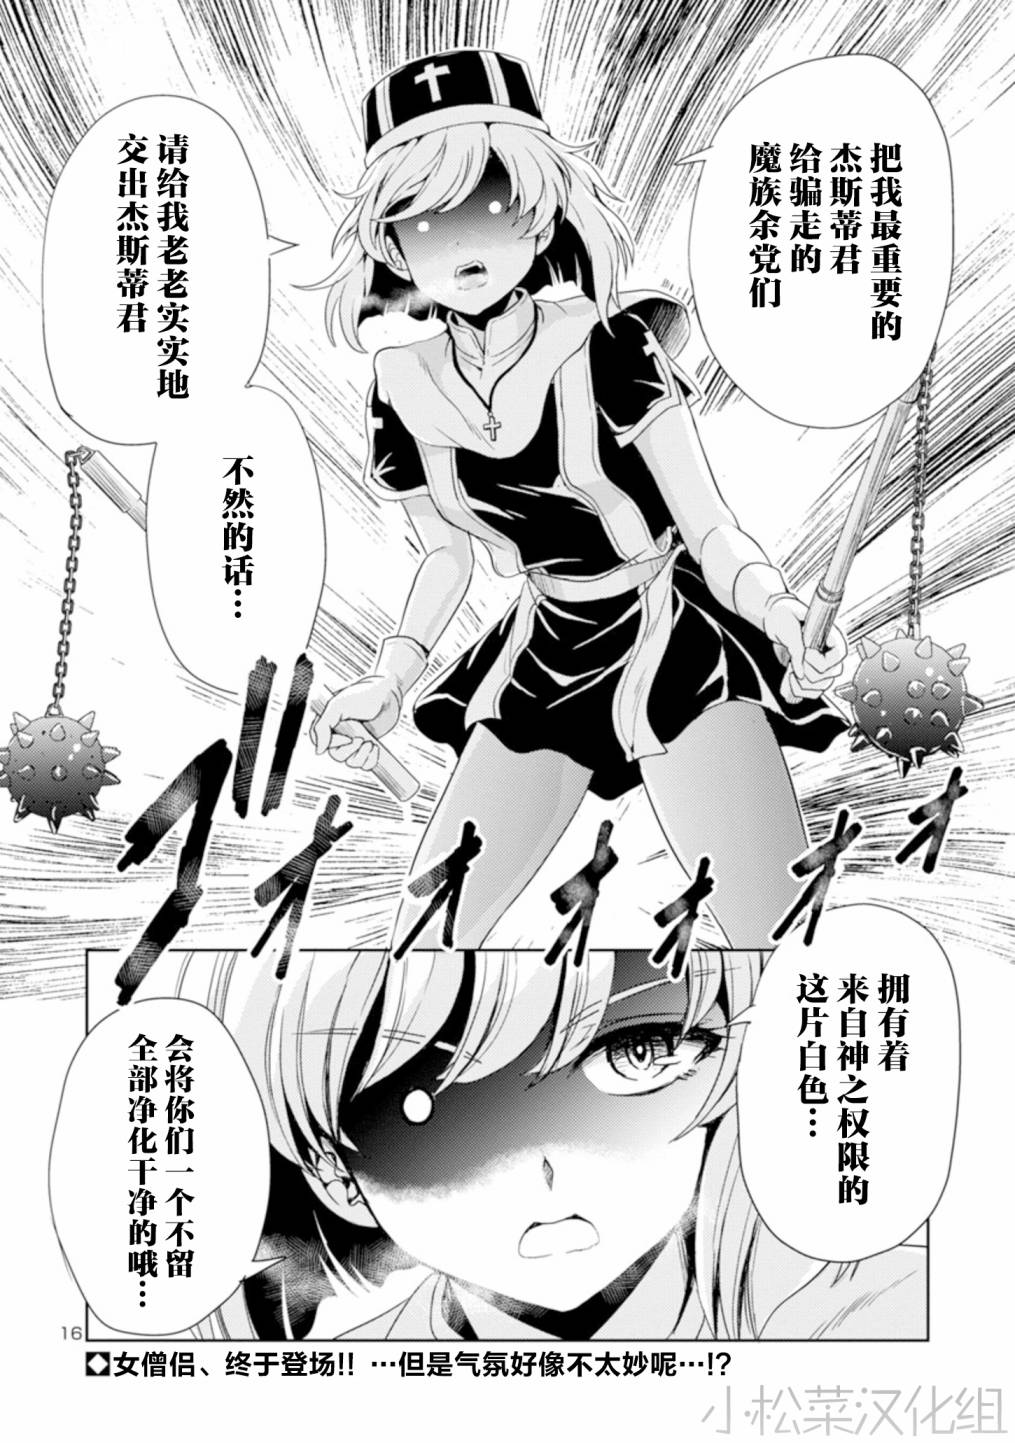 把我最重要的
杰斯蒂君
给骗走的
魔族余党们
请给我老老实实地
交出杰斯蒂君
不然的话…
ズオオオオオオ
拥有着
来自神之权限的
这片白色…
会将你们一个不留
全部净化干净的哦…
16
◆女僧侣、终于登场!! …但是气氛好像不太妙呢…!?
小松菜汉化组